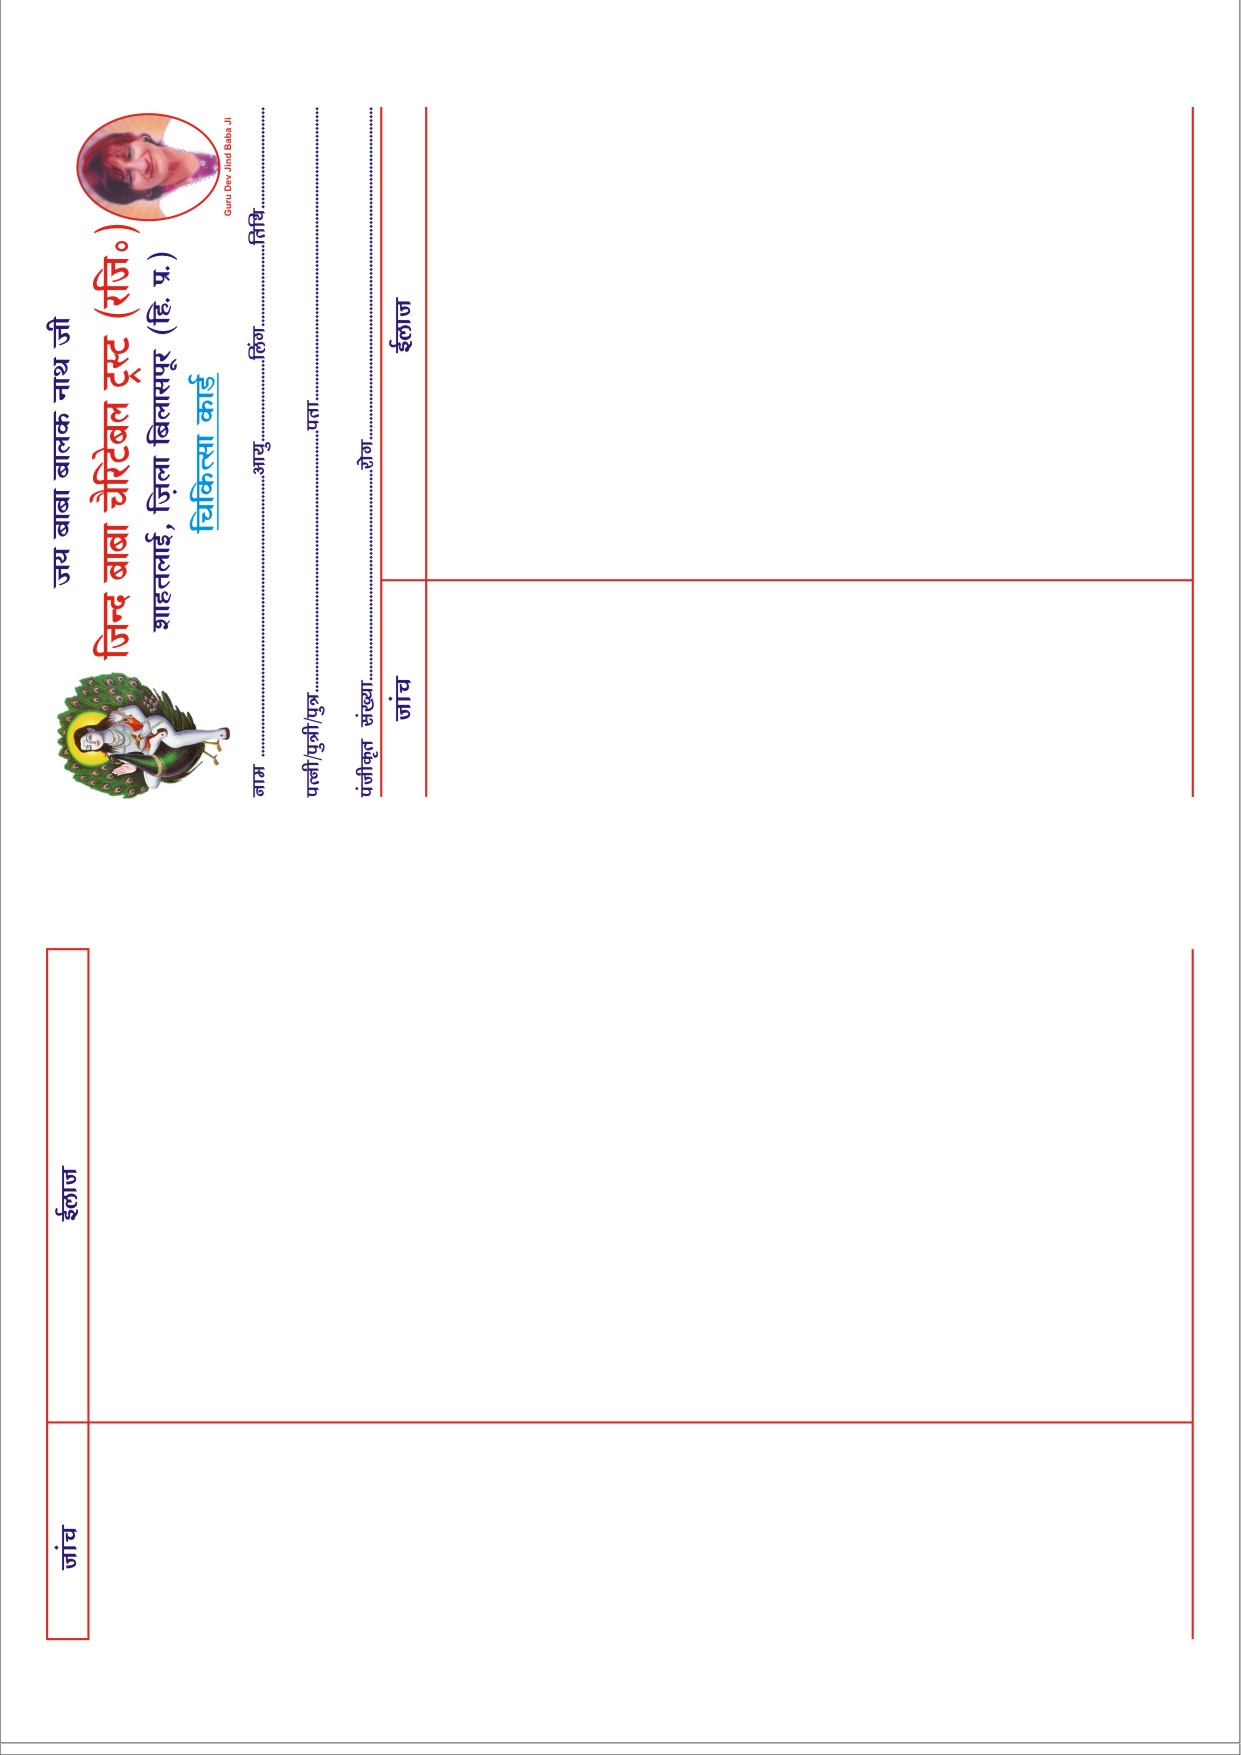 जय बाबा बालक नाथ जी
जिन्द बाबा चैरिटेबल ट्रस्ट (रजि०)
शाहतलाई, ज़िला बिलासपूर (हि. प्र.)
चिकित्सा कार्ड
Guru Dev Jind Baba Ji
नाम ....................आयु..........लिंग..........तिथि..........
पत्नी/पुत्री/पुत्र....................पता....................
पंजीकृत संख्या....................रोग....................
जांच ईलाज
जांच ईलाज